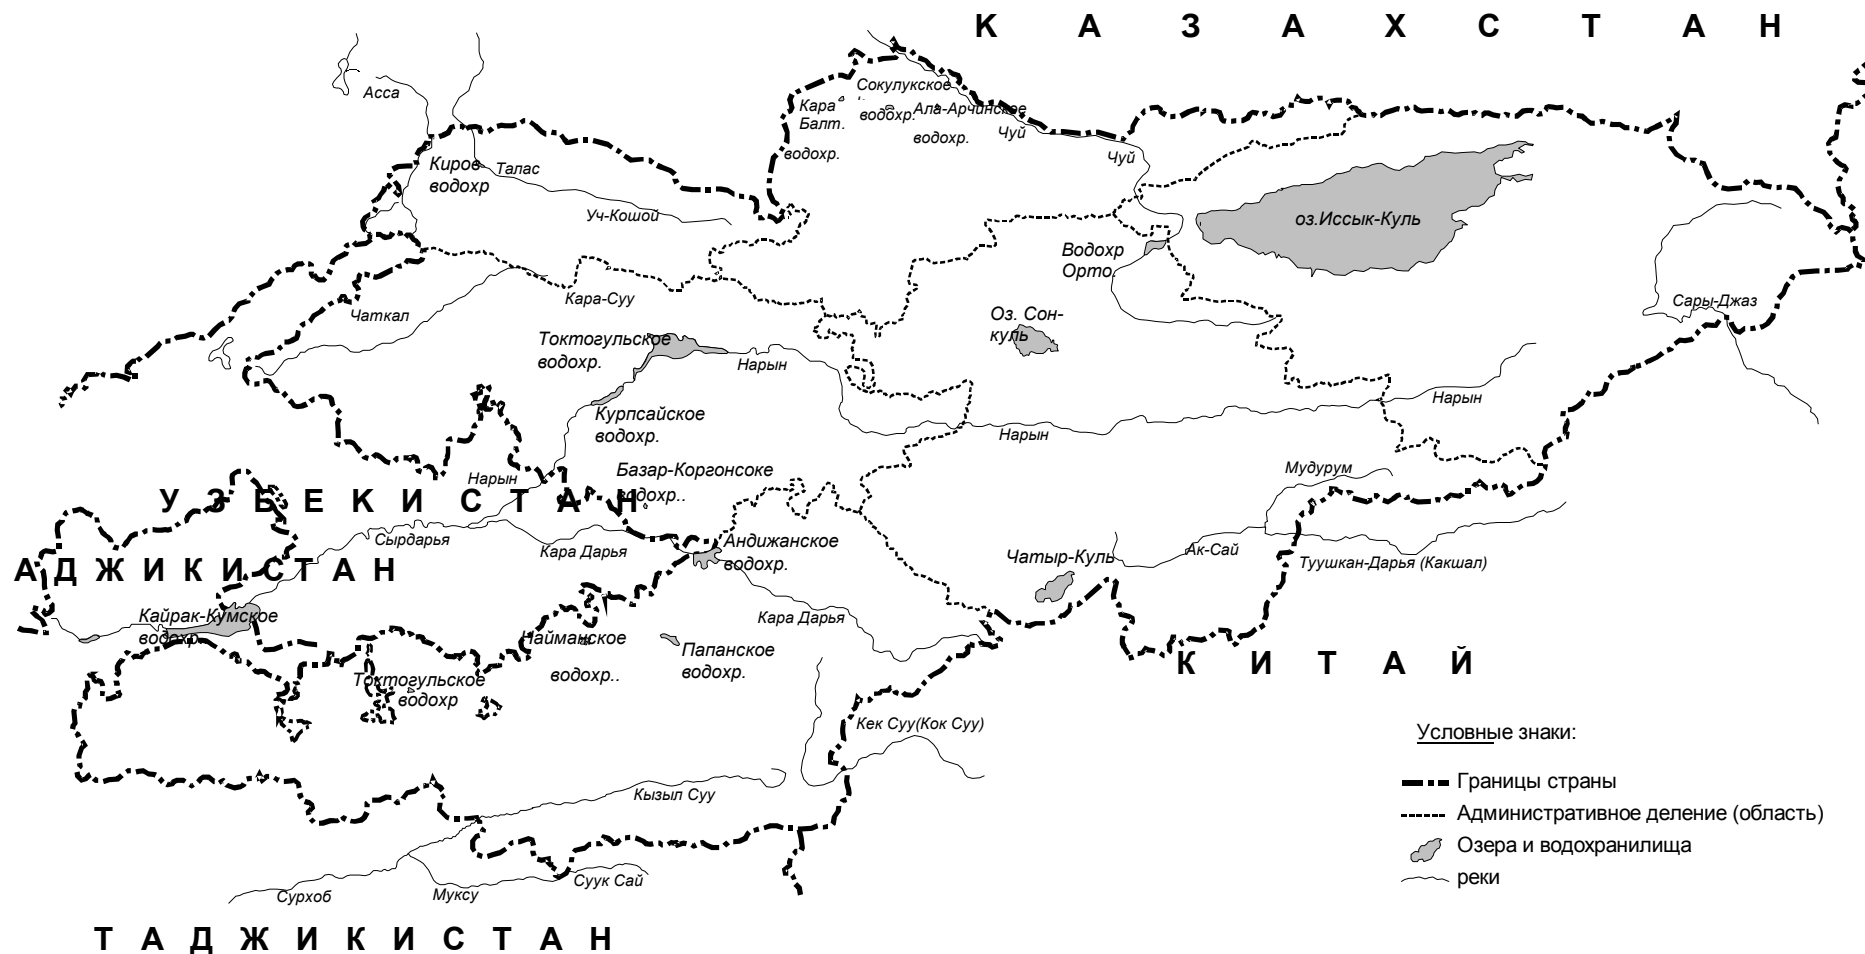 К А З А Х С Т А Н
Асса
Сокулукское
водохр.
Кара
Балт.
водохр.
Ала-Арчинское
водохр.
Чуй
Чуй
Киров
водохр
Талас
Уч-Кошой
оз.Иссык-Куль
Водохр
Орто.
Кара-Суу
Чаткал
Сары-Джаз
Оз. Сон-
куль
Токтогульское
водохр.
Нарын
Нарын
Курпсайское
водохр.
Нарын
Базар-Коргонсоке
водохр..
Мудурум
Нарын
У З Б Е К И С Т А Н
Сырдарья
Кара Дарья
Андижанское
водохр.
Чатыр-Куль
Ак-Сай
Туушкан-Дарья (Какшал)
А Д Ж И К И С Т А Н
Кайрак-Кумское
водохр.
Кара Дарья
Найманское
водохр..
Папанское
водохр.
К И Т А Й
Токтогульское
водохр
Кек Суу(Кок Суу)
Условные знаки:
Границы страны
Административное деление (область)
Озера и водохранилища
реки
Кызыл Суу
Сурхоб
Муксу
Суук Сай
Т А Д Ж И К И С Т А Н